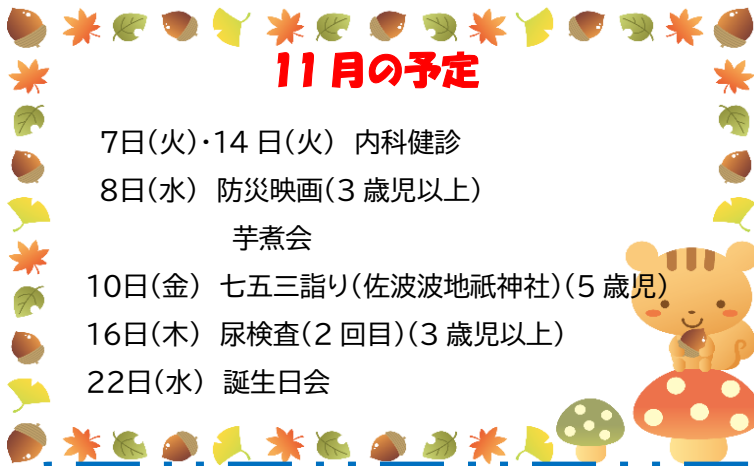 11月の予定
7日(火)・14日(火) 内科健診
8日(水) 防災映画(3歳児以上)
芋煮会
10日(金) 七五三詣り(佐波波地祇神社)(5歳児)
16日(木) 尿検査(2回目)(3歳児以上)
22日(水) 誕生日会